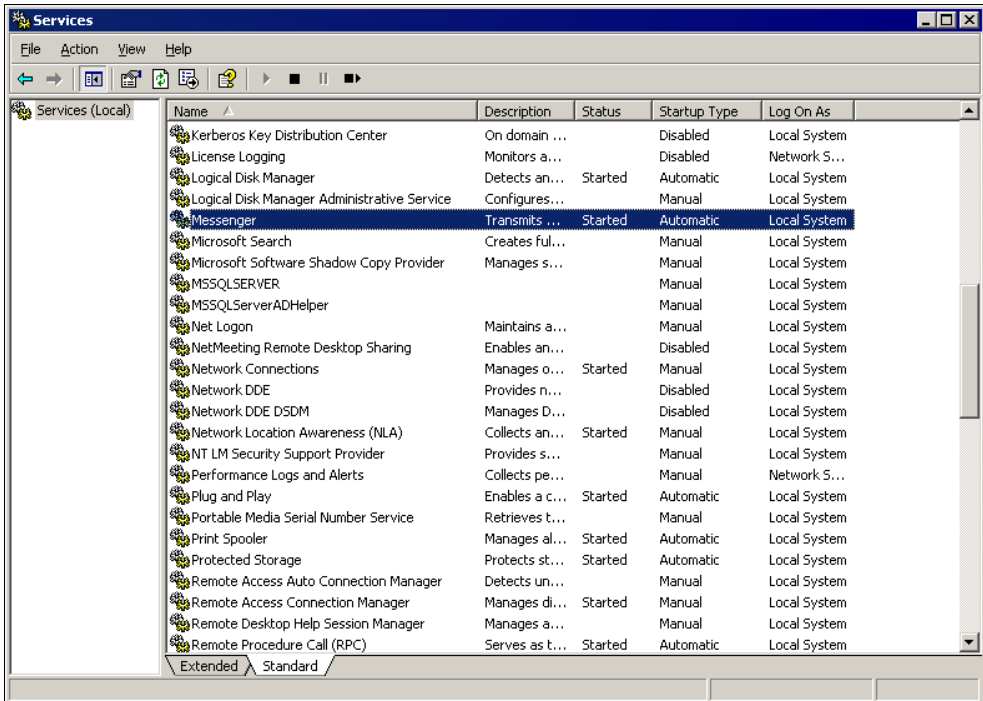 Services
File Action View Help
Services (Local)
Name Description Status Startup Type Log On As
Kerberos Key Distribution Center On domain ... Disabled Local System
License Logging Monitors a... Disabled Network S...
Logical Disk Manager Detects an... Started Automatic Local System
Logical Disk Manager Administrative Service Configures... Manual Local System
Messenger Transmits ... Started Automatic Local System
Microsoft Search Creates ful... Manual Local System
Microsoft Software Shadow Copy Provider Manages s... Manual Local System
MSSQLSERVER Manual Local System
MSSQLServerADHelper Manual Local System
Net Logon Maintains a... Manual Local System
NetMeeting Remote Desktop Sharing Enables an... Disabled Local System
Network Connections Manages o... Started Manual Local System
Network DDE Provides n... Disabled Local System
Network DDE DSDM Manages D... Disabled Local System
Network Location Awareness (NLA) Collects an... Started Manual Local System
NT LM Security Support Provider Provides s... Manual Local System
Performance Logs and Alerts Collects pe... Manual Network S...
Plug and Play Enables a c... Started Automatic Local System
Portable Media Serial Number Service Retrieves t... Manual Local System
Print Spooler Manages al... Started Automatic Local System
Protected Storage Protects st... Started Automatic Local System
Remote Access Auto Connection Manager Detects un... Manual Local System
Remote Access Connection Manager Manages di... Started Manual Local System
Remote Desktop Help Session Manager Manages a... Manual Local System
Remote Procedure Call (RPC) Serves as t... Started Automatic Local System
Extended Standard